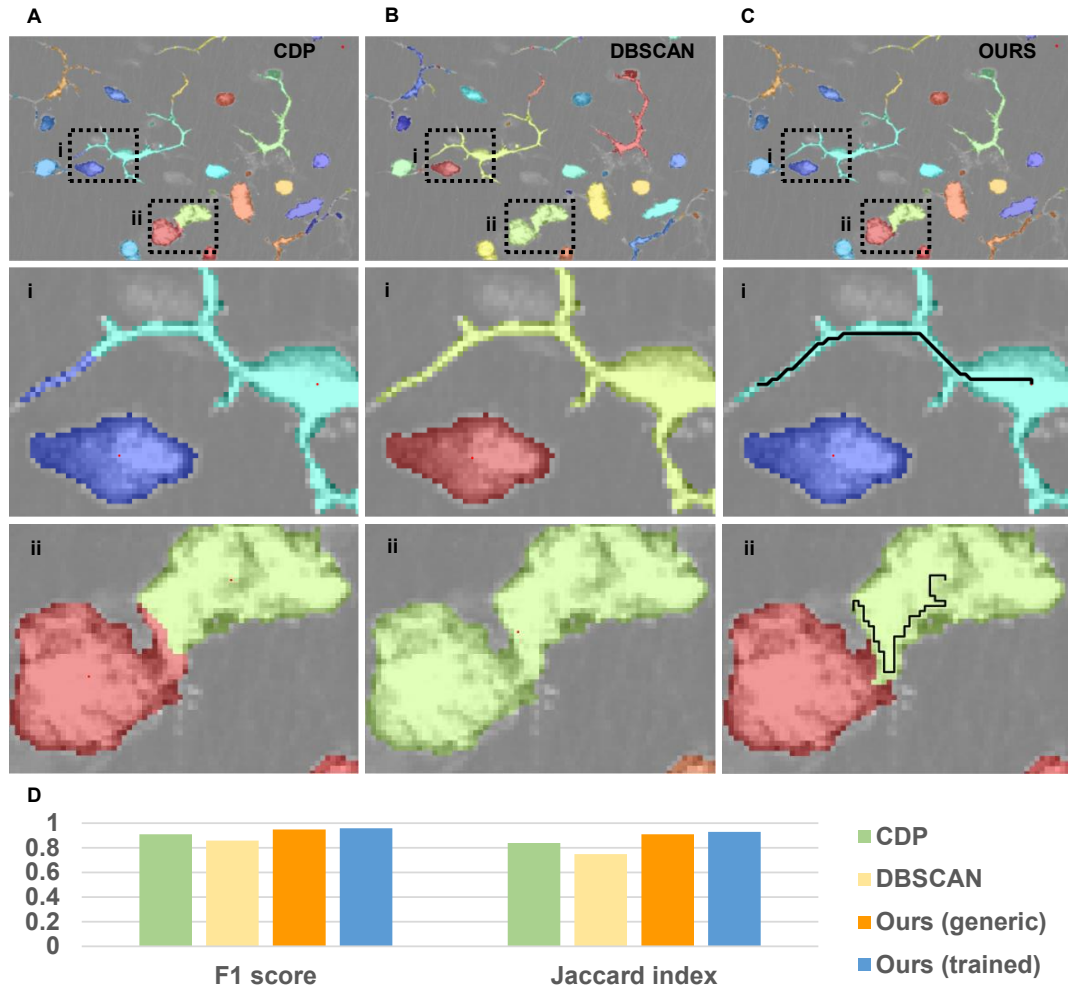 A B C
CDP DBSCAN OURS
i i i
ii ii ii
i i i
ii ii ii
D
1
0.8
0.6
0.4
0.2
0
F1 score Jaccard index
CDP
DBSCAN
Ours (generic)
Ours (trained)